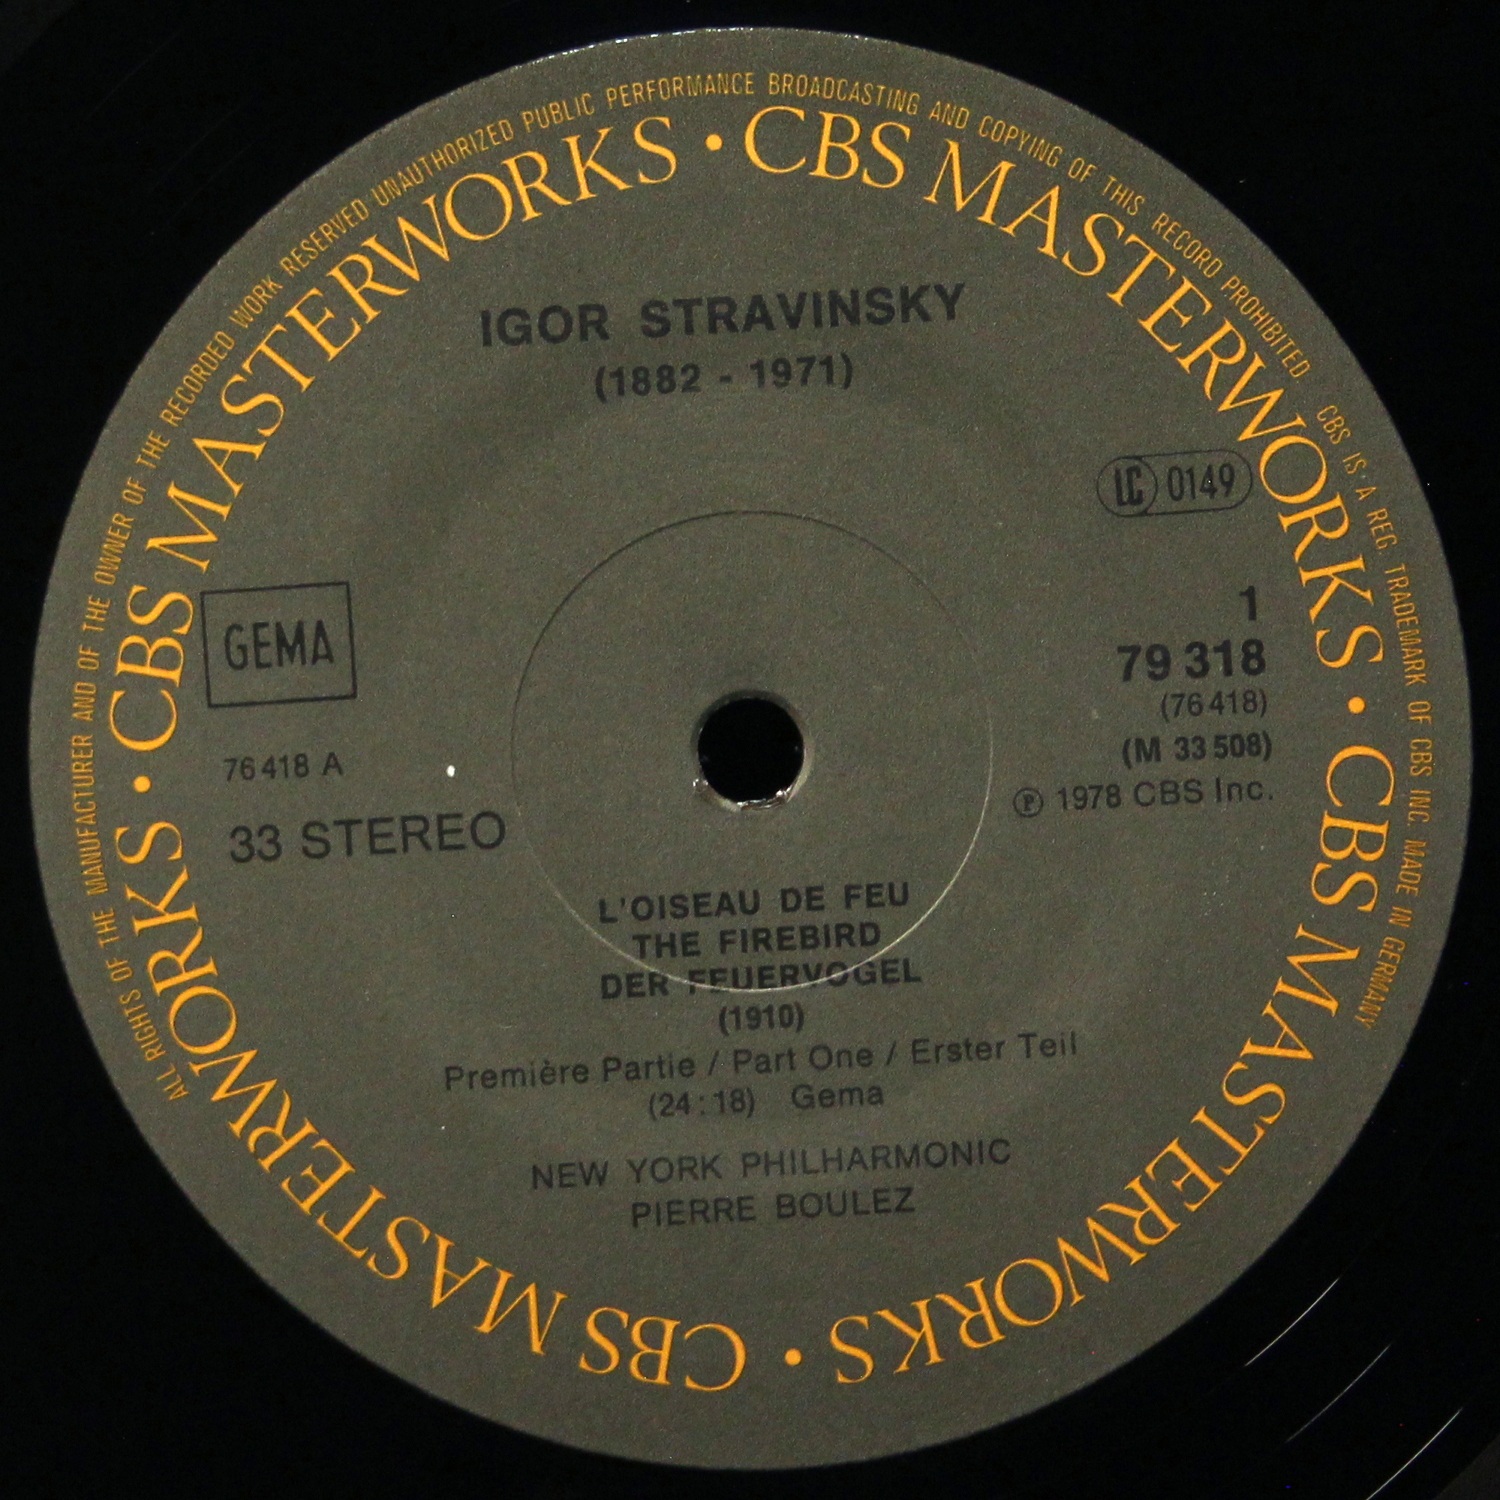 ALL RIGHTS OF THE MANUFACTURER AND OF THE OWNER OF THE RECORDED WORK RESERVED UNAUTHORIZED PUBLIC PERFORMANCE BROADCASTING AND COPYING OF THIS RECORD PROHIBITED
CBS IS A REG. TRADEMARK OF CBS INC. MADE IN GERMANY
CBS MASTERWORKS • CBS MASTERWORKS • CBS MASTERWORKS • CBS MASTERWORKS •
IGOR STRAVINSKY
(1882 - 1971)
LC 0149
GEMA
1
79 318
(76 418)
(M 33 508)
℗ 1978 CBS Inc.
76 418 A
33 STEREO
L'OISEAU DE FEU
THE FIREBIRD
DER FEUERVOGEL
(1910)
Première Partie / Part One / Erster Teil
(24:18) Gema
NEW YORK PHILHARMONIC
PIERRE BOULEZ